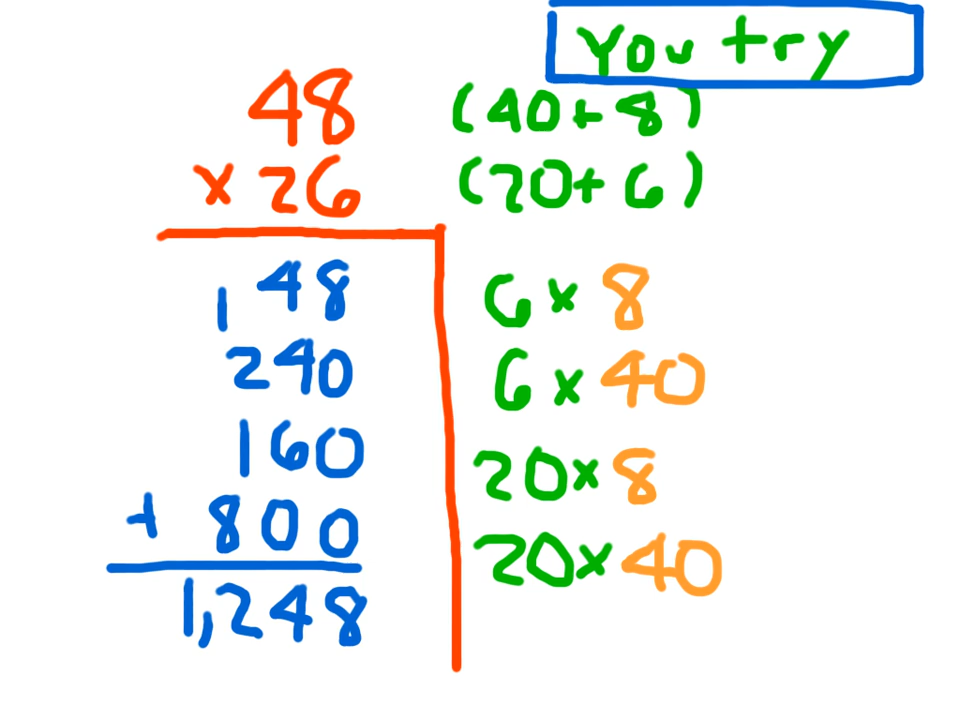 You try
48 (40+8)
x 26 (20+6)
1 48 6 x 8
240 6 x 40
160 20 x 8
+ 800 20 x 40
1,248